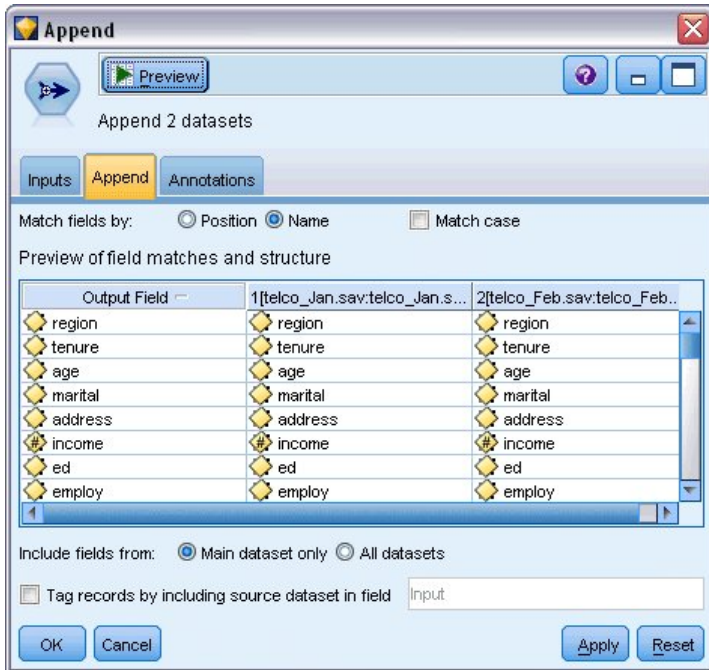 Append
Preview
Append 2 datasets
Inputs Append Annotations
Match fields by: Position Name Match case
Preview of field matches and structure
Output Field 1[telco_Jan.sav:telco_Jan.s... 2[telco_Feb.sav:telco_Feb..
region region region
tenure tenure tenure
age age age
marital marital marital
address address address
# income # income # income
ed ed ed
employ employ employ
Include fields from: Main dataset only All datasets
Tag records by including source dataset in field Input
OK Cancel Apply Reset